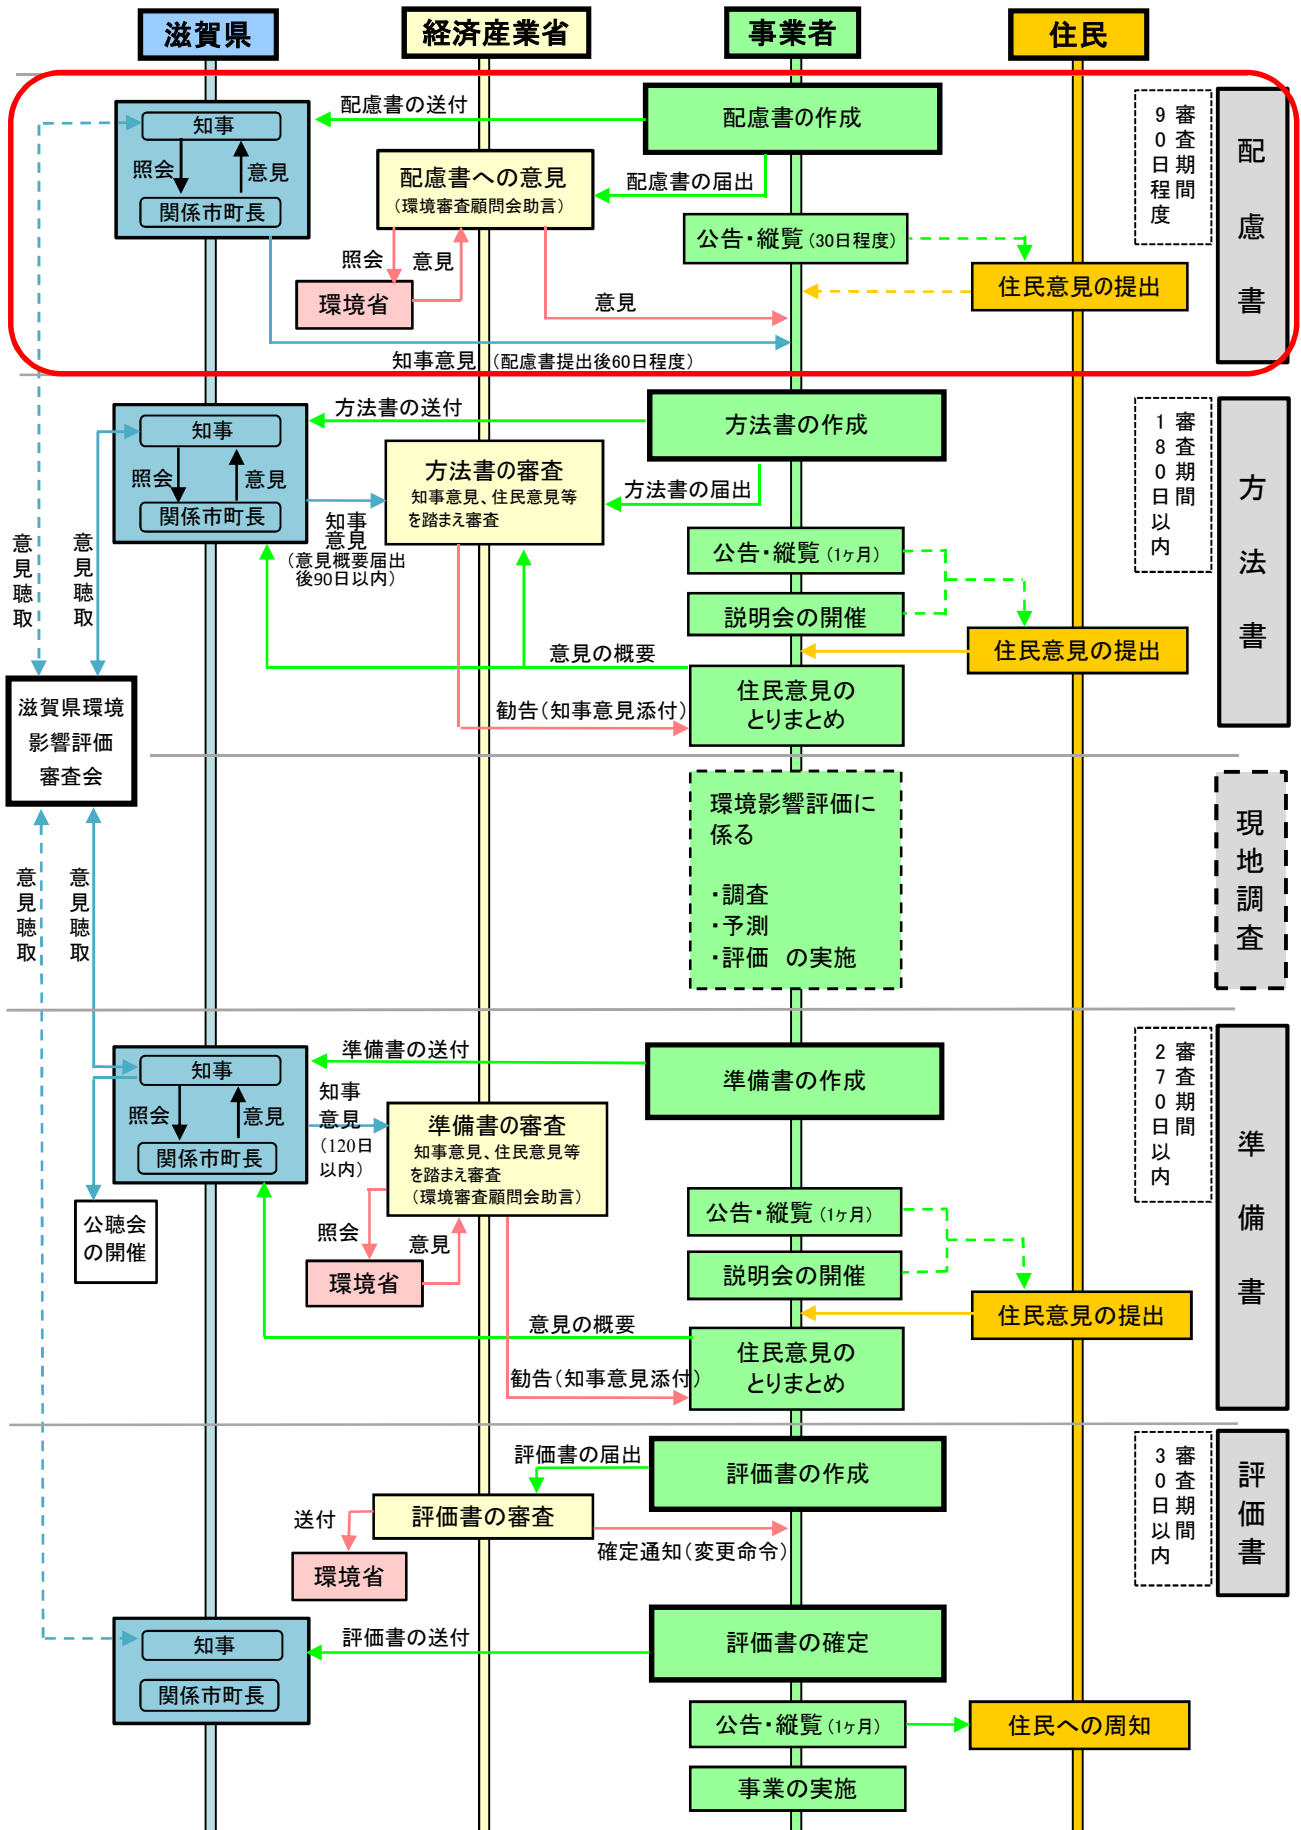 滋賀県
経済産業省
事業者
住民
配慮書の送付
配慮書の作成
知事
照会
意見
関係市町長
配慮書への意見
(環境審査顧問会助言)
配慮書の届出
公告・縦覧(30日程度)
照会
意見
環境省
意見
住民意見の提出
知事意見 (配慮書提出後60日程度)
審査期間
90日程度
配慮書
方法書の送付
方法書の作成
知事
照会
意見
関係市町長
知事
意見
(意見概要届出
後90日以内)
方法書の審査
知事意見、住民意見等
を踏まえ審査
方法書の届出
公告・縦覧(1ヶ月)
説明会の開催
住民意見の提出
意見の概要
住民意見の
とりまとめ
勧告(知事意見添付)
審査期間
180日以内
方法書
意見聴取
意見聴取
滋賀県環境
影響評価
審査会
意見聴取
意見聴取
環境影響評価に
係る
・調査
・予測
・評価 の実施
現地調査
準備書の送付
準備書の作成
知事
照会
意見
関係市町長
知事
意見
(120日
以内)
準備書の審査
知事意見、住民意見等
を踏まえ審査
(環境審査顧問会助言)
公聴会
の開催
照会
意見
環境省
公告・縦覧(1ヶ月)
説明会の開催
住民意見の提出
意見の概要
住民意見の
とりまとめ
勧告(知事意見添付)
審査期間
270日以内
準備書
評価書の届出
評価書の作成
送付
評価書の審査
環境省
確定通知(変更命令)
審査期間
30日以内
評価書
知事
関係市町長
評価書の送付
評価書の確定
公告・縦覧(1ヶ月)
住民への周知
事業の実施